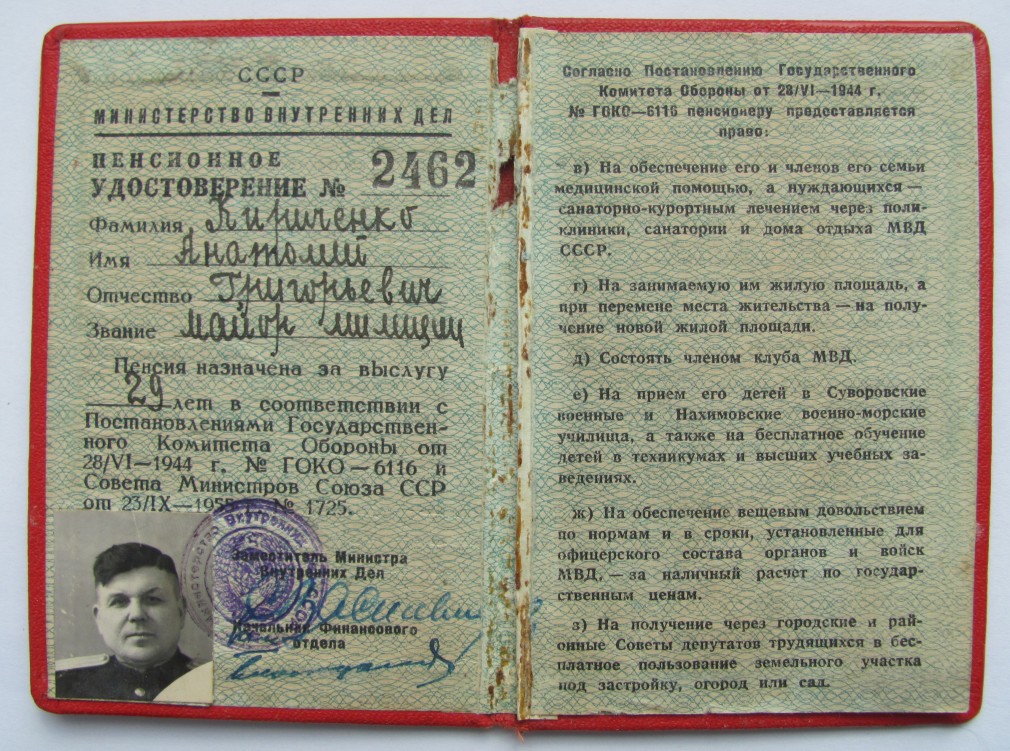 СССР
МИНИСТЕРСТВО ВНУТРЕННИХ ДЕЛ
ПЕНСИОННОЕ
УДОСТОВЕРЕНИЕ № 2462
Фамилия Кириченко
Имя Анатолий
Отчество Григорьевич
Звание майор милиции
Пенсия назначена за выслугу
29 лет в соответствии с
Постановлениями Государствен-
ного Комитета Обороны от
28/VI—1944 г. № ГОКО—6116 и
Совета Министров Союза ССР
от 23/IX—1955 г. № 1725.
Заместитель Министра
Внутренних Дел
Начальник Финансового
отдела
Согласно Постановлению Государственного
Комитета Обороны от 28/VI—1944 г.
№ ГОКО—6116 пенсионеру предоставляется
право:
в) На обеспечение его и членов его семьи
медицинской помощью, а нуждающихся —
санаторно-курортным лечением через поли-
клиники, санатории и дома отдыха МВД
СССР.
г) На занимаемую им жилую площадь, а
при перемене места жительства — на полу-
чение новой жилой площади.
д) Состоять членом клуба МВД.
е) На прием его детей в Суворовские
военные и Нахимовские военно-морские
училища, а также на бесплатное обучение
детей в техникумах и высших учебных за-
ведениях.
ж) На обеспечение вещевым довольствием
по нормам и в сроки, установленные для
офицерского состава органов и войск
МВД, — за наличный расчет по государ-
ственным ценам.
з) На получение через городские и рай-
онные Советы депутатов трудящихся в бес-
платное пользование земельного участка
под застройку, огород или сад.